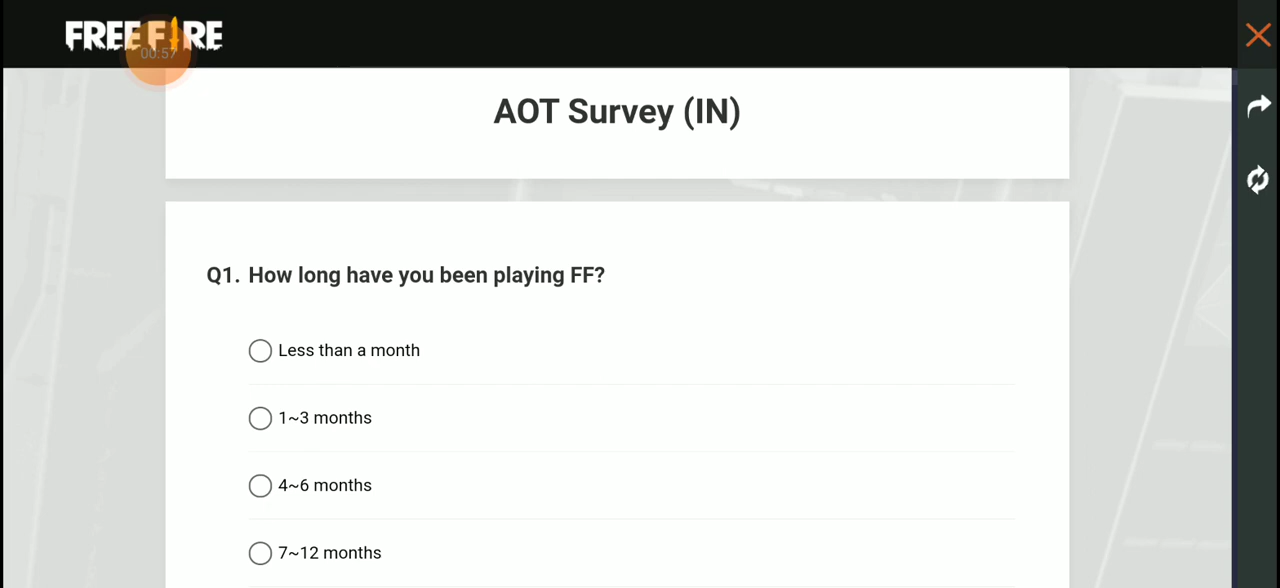 FREE FIRE
00:57
AOT Survey (IN)
Q1. How long have you been playing FF?
Less than a month
1~3 months
4~6 months
7~12 months